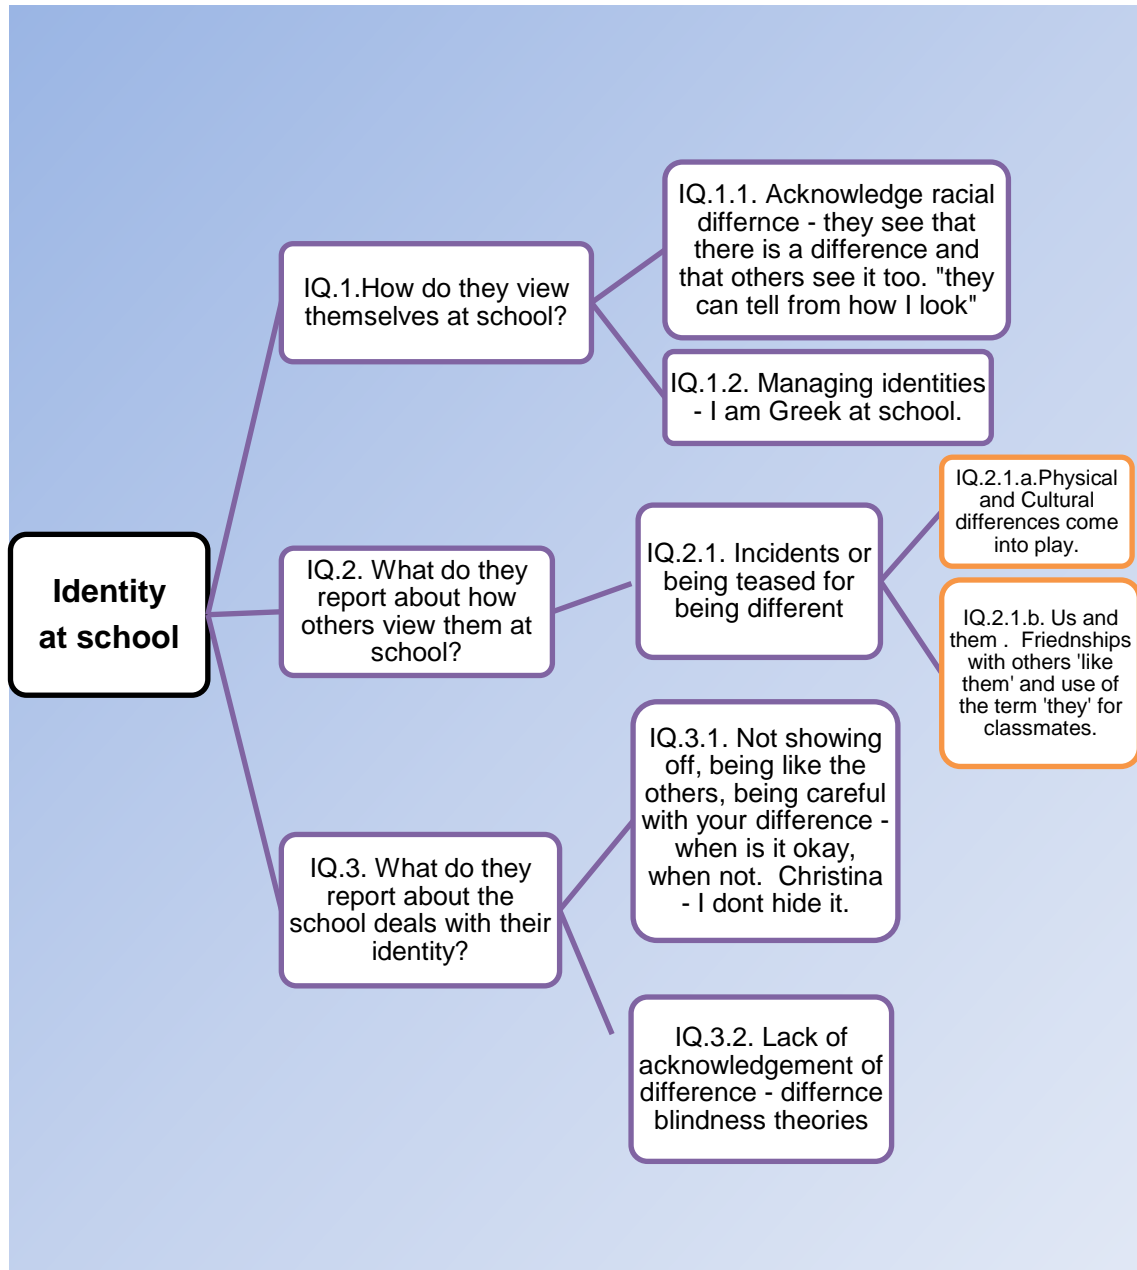 Identity
at school
IQ.1.How do they view
themselves at school?
IQ.1.1. Acknowledge racial
differnce - they see that
there is a difference and
that others see it too. "they
can tell from how I look"
IQ.1.2. Managing identities
- I am Greek at school.
IQ.2. What do they
report about how
others view them at
school?
IQ.2.1. Incidents or
being teased for
being different
IQ.2.1.a.Physical
and Cultural
differences come
into play.
IQ.2.1.b. Us and
them . Friednships
with others 'like
them' and use of
the term 'they' for
classmates.
IQ.3. What do they
report about the
school deals with their
identity?
IQ.3.1. Not showing
off, being like the
others, being careful
with your difference -
when is it okay,
when not. Christina
- I dont hide it.
IQ.3.2. Lack of
acknowledgement of
difference - differnce
blindness theories